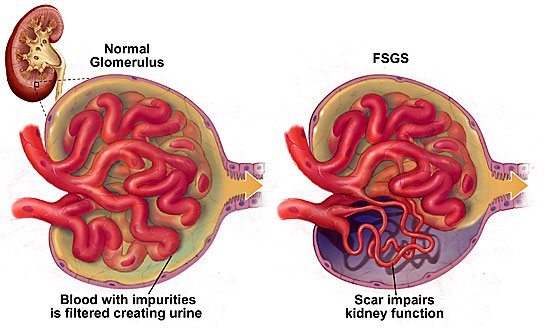 Normal
Glomerulus
FSGS
Blood with impurities
is filtered creating urine
Scar impairs
kidney function